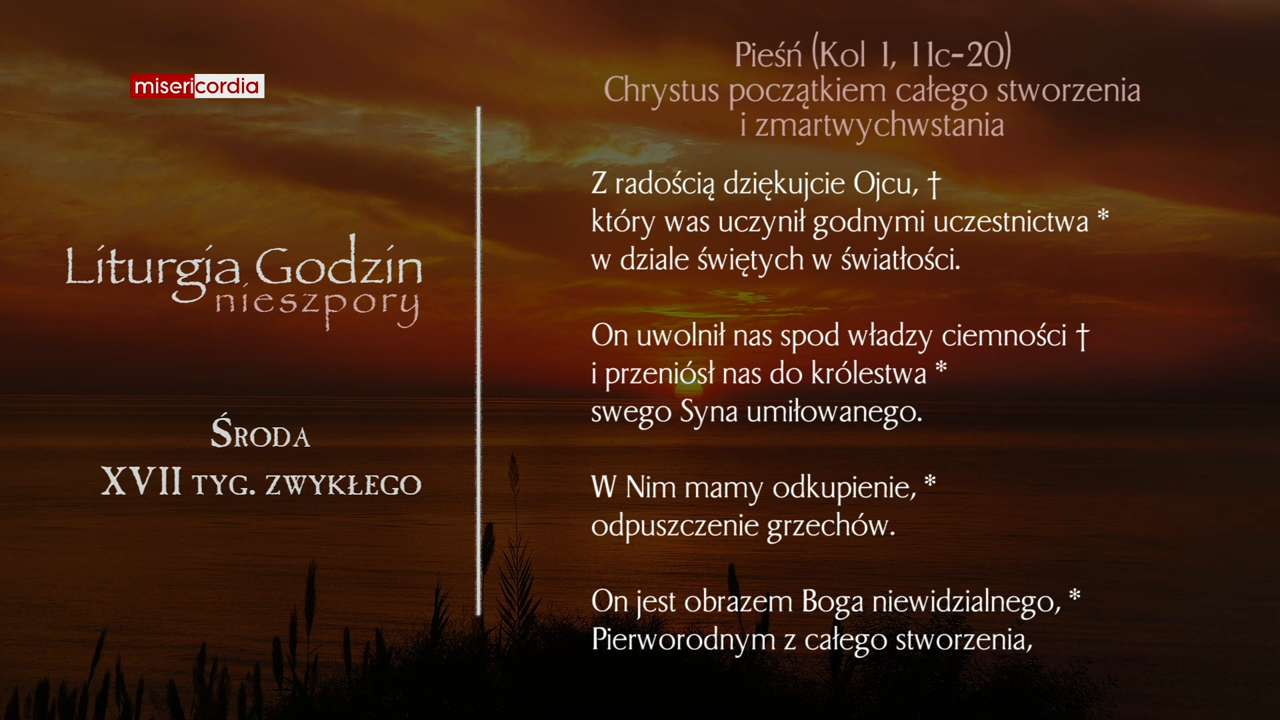 misericordia
Liturgia Godzin
nieszpory
Środa
XVII tyg. zwykłego
Pieśń (Kol 1, 11c-20)
Chrystus początkiem całego stworzenia
i zmartwychwstania
Z radością dziękujcie Ojcu, †
który was uczynił godnymi uczestnictwa *
w dziale świętych w światłości.
On uwolnił nas spod władzy ciemności †
i przeniósł nas do królestwa *
swego Syna umiłowanego.
W Nim mamy odkupienie, *
odpuszczenie grzechów.
On jest obrazem Boga niewidzialnego, *
Pierworodnym z całego stworzenia,